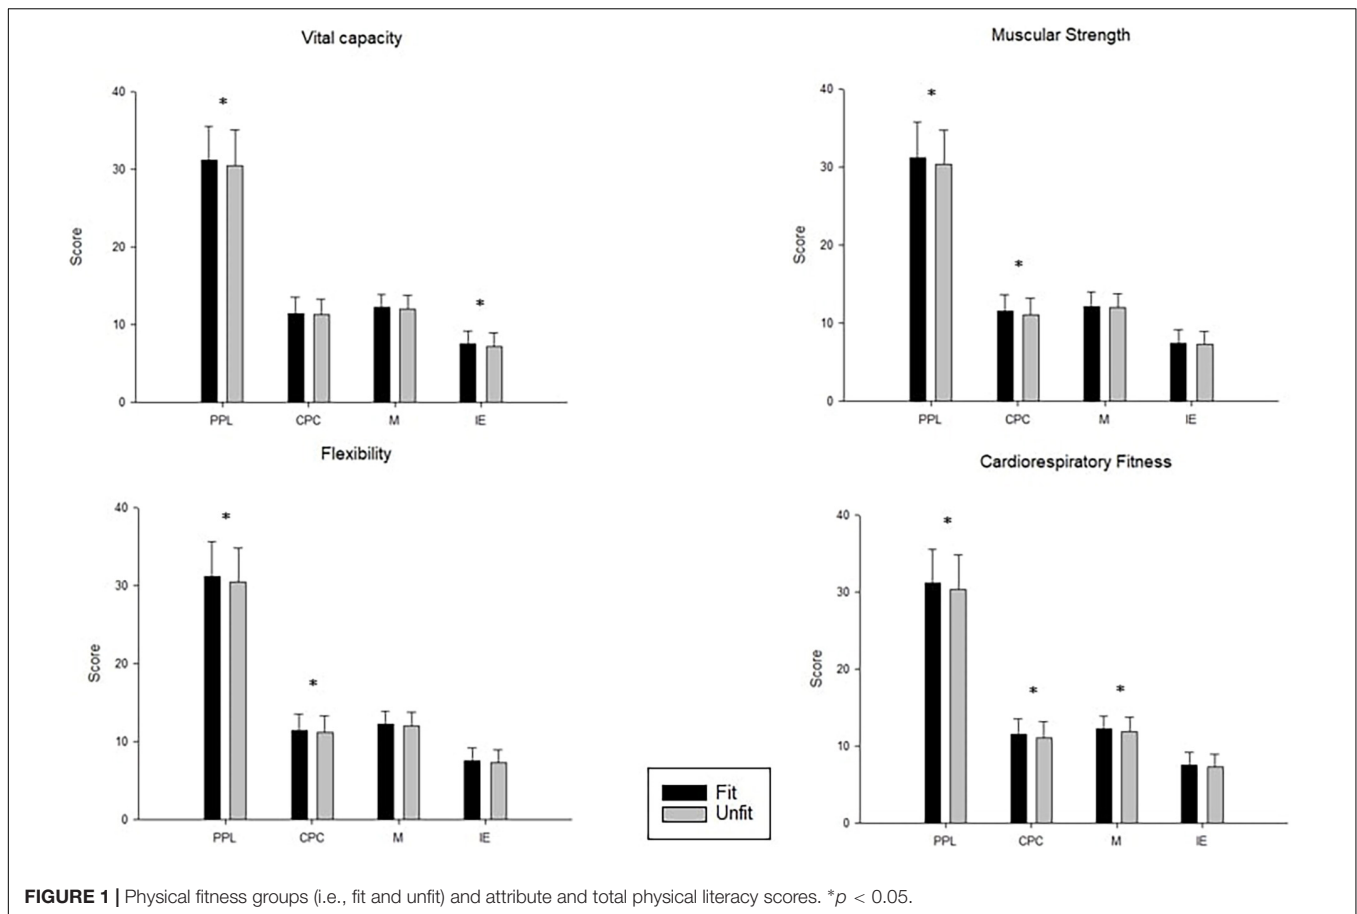 Vital capacity
40
30
20
10
0
Score
*
*
PPL
CPC
M
IE
Muscular Strength
40
30
20
10
0
Score
*
*
PPL
CPC
M
IE
Flexibility
40
30
20
10
0
Score
*
*
PPL
CPC
M
IE
Cardiorespiratory Fitness
40
30
20
10
0
Score
*
*
*
PPL
CPC
M
IE
Fit
Unfit
FIGURE 1 | Physical fitness groups (i.e., fit and unfit) and attribute and total physical literacy scores. *p < 0.05.